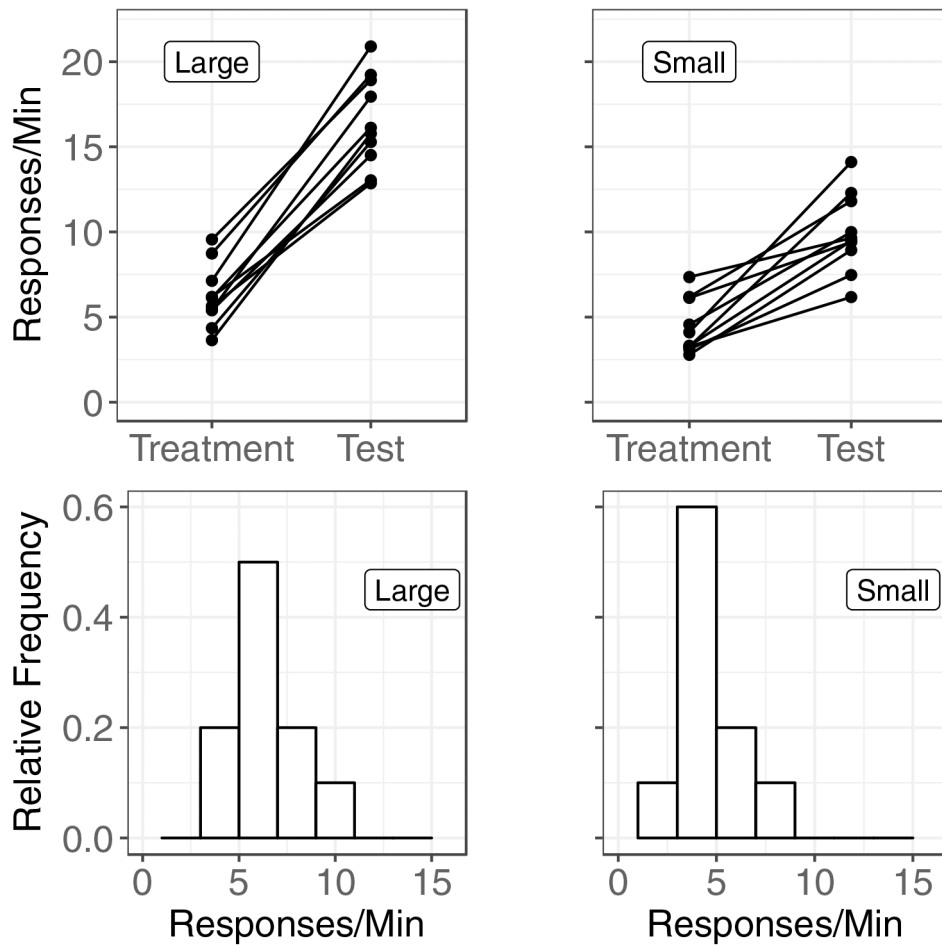 Responses/Min
20
15
10
5
0
Large
Treatment
Test
Small
Treatment
Test
Relative Frequency
0.6
0.4
0.2
0.0
Large
0
5
10
15
Responses/Min
Small
0
5
10
15
Responses/Min